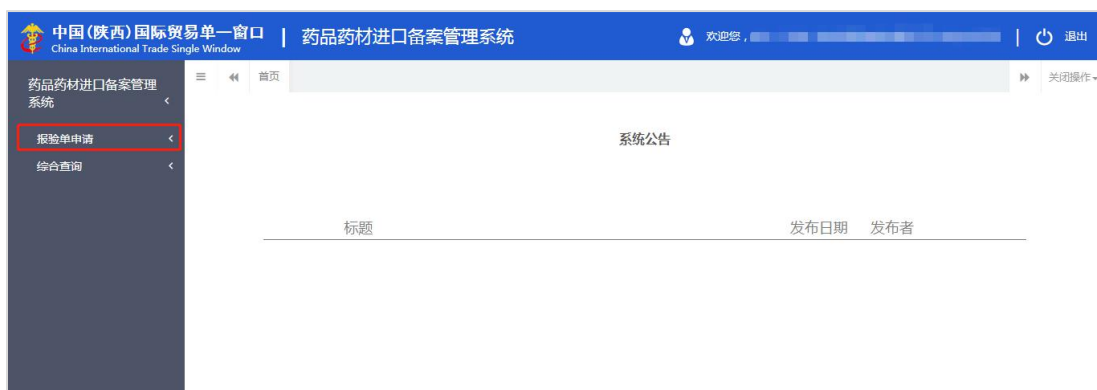 中国(陕西)国际贸易单一窗口 | 药品药材进口备案管理系统
China International Trade Single Window
欢迎您, | 退出
药品药材进口备案管理
系统
首页
关闭操作
报验单申请
综合查询
系统公告
标题 发布日期 发布者